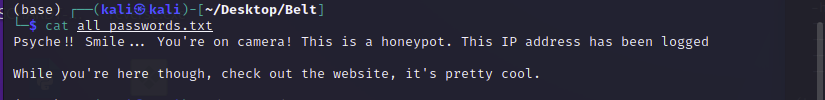 (base) ┌──(kali㉿kali)-[~/Desktop/Belt]
└─$ cat all_passwords.txt
Psyche!! Smile... You're on camera! This is a honeypot. This IP address has been logged
While you're here though, check out the website, it's pretty cool.